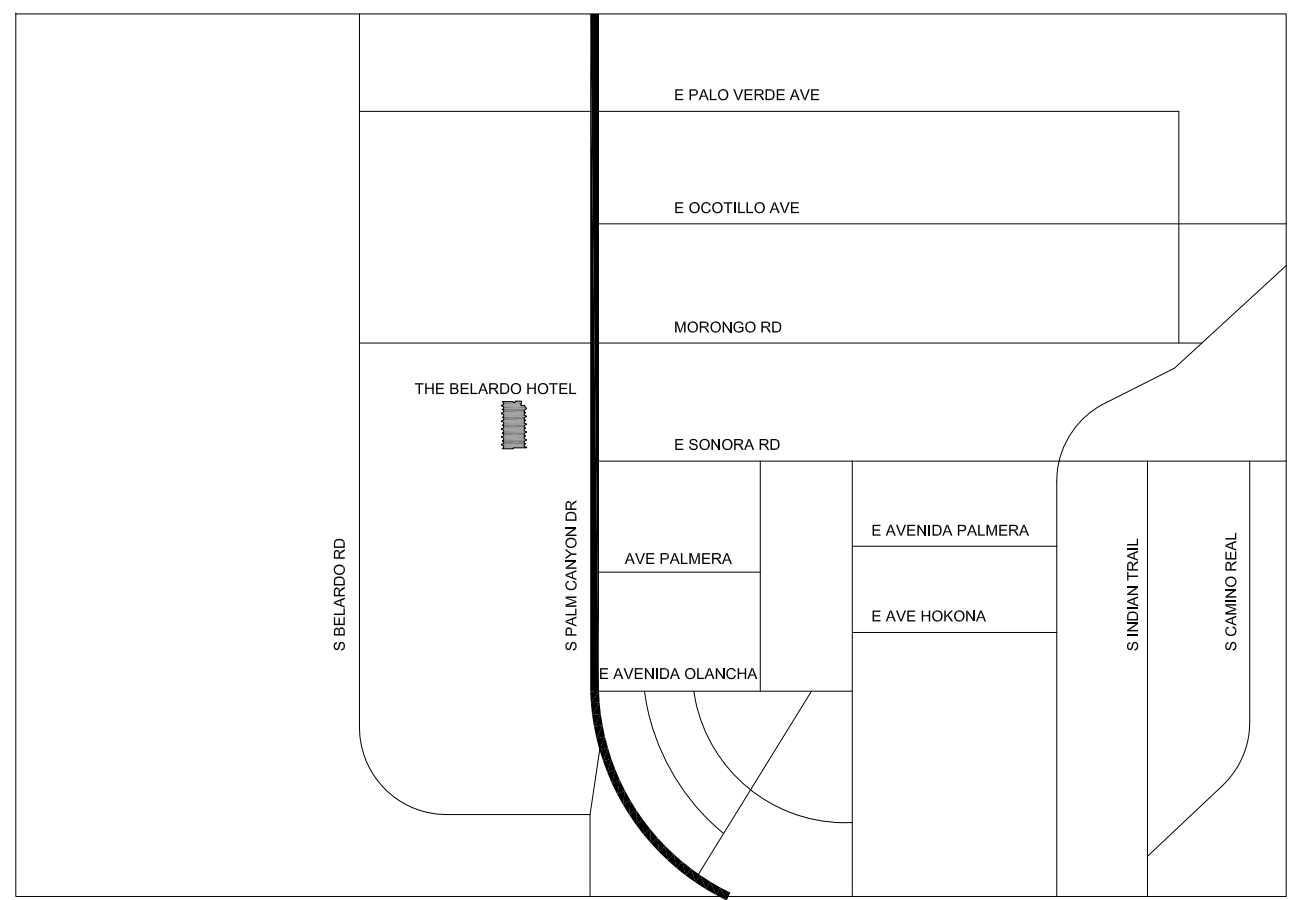 E PALO VERDE AVE
E OCOTILLO AVE
MORONGO RD
THE BELARDO HOTEL
E SONORA RD
S BELARDO RD
S PALM CANYON DR
AVE PALMERA
E AVENIDA PALMERA
E AVE HOKONA
E AVENIDA OLANCHA
S INDIAN TRAIL
S CAMINO REAL